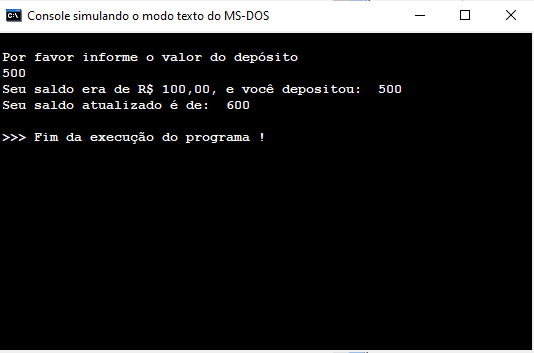 Console simulando o modo texto do MS-DOS
Por favor informe o valor do depósito
500
Seu saldo era de R$ 100,00, e você depositou:  500
Seu saldo atualizado é de:  600
>>> Fim da execução do programa !